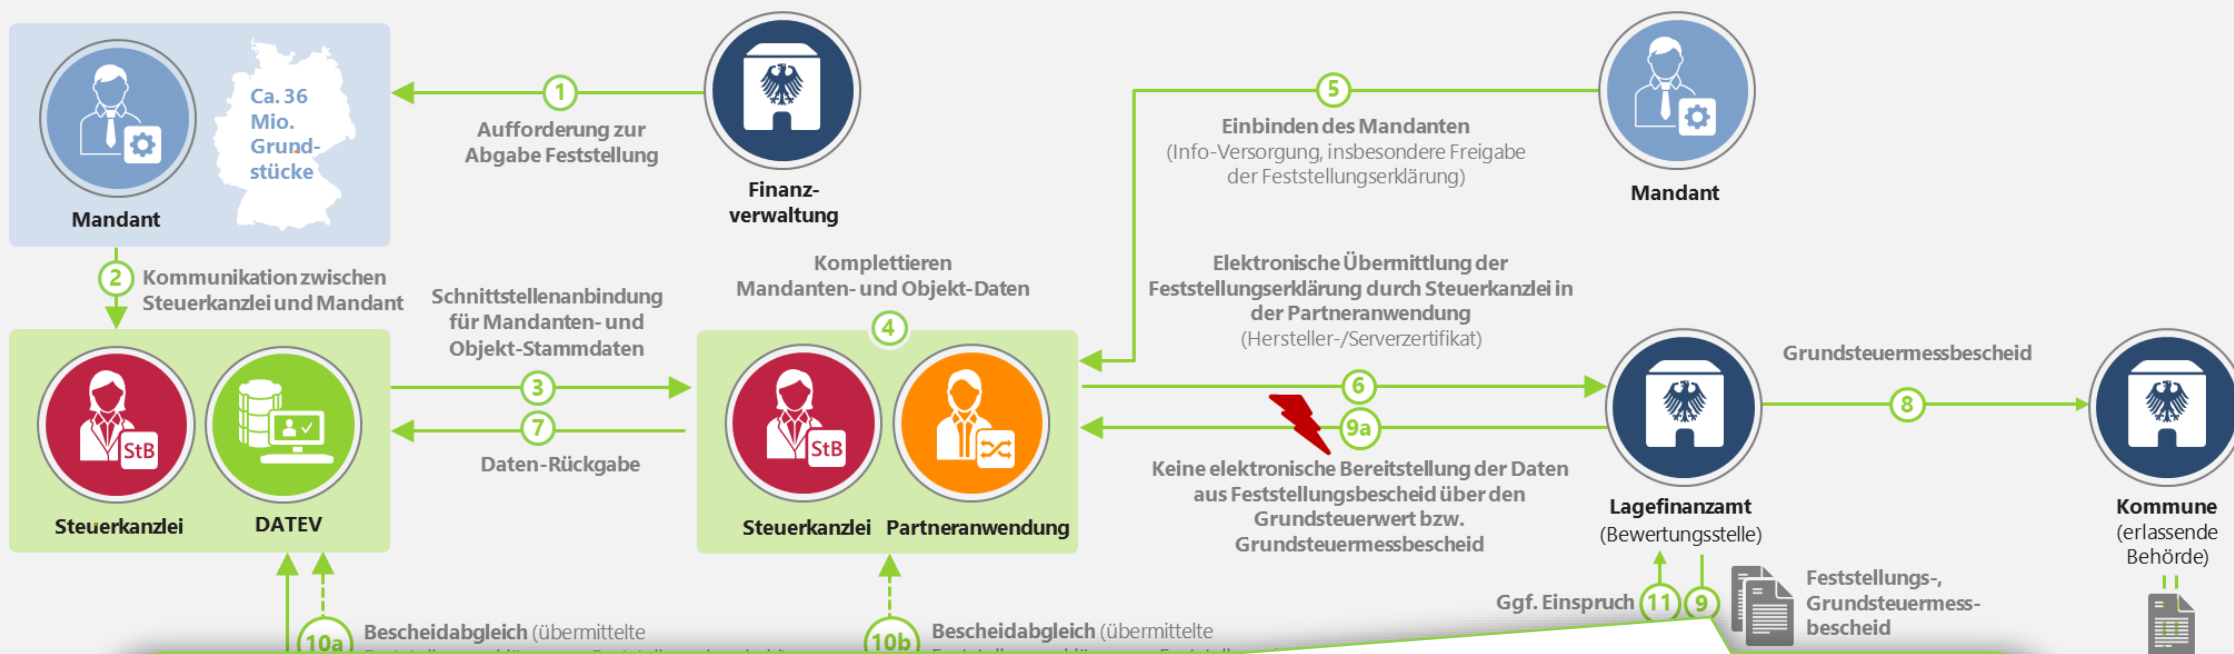 Ca. 36
Mio.
Grund-
stücke
Mandant
1
Aufforderung zur
Abgabe Feststellung
Finanz-
verwaltung
5
Einbinden des Mandanten
(Info-Versorgung, insbesondere Freigabe
der Feststellungserklärung)
Mandant
2
Kommunikation zwischen
Steuerkanzlei und Mandant
Schnittstellenanbindung
für Mandanten- und
Objekt-Stammdaten
3
7
Daten-Rückgabe
StB
Steuerkanzlei
DATEV
Komplettieren
Mandanten- und Objekt-Daten
4
StB
Steuerkanzlei
Partneranwendung
Elektronische Übermittlung der
Feststellungserklärung durch Steuerkanzlei in
der Partneranwendung
(Hersteller-/Serverzertifikat)
6
9a
Keine elektronische Bereitstellung der Daten
aus Feststellungsbescheid über den
Grundsteuerwert bzw.
Grundsteuermessbescheid
Lagefinanzamt
(Bewertungsstelle)
Grundsteuermessbescheid
8
Kommune
(erlassende
Behörde)
Ggf. Einspruch
11
9
Feststellungs-,
Grundsteuermess-
bescheid
10a
Bescheidabgleich (übermittelte
10b
Bescheidabgleich (übermittelte